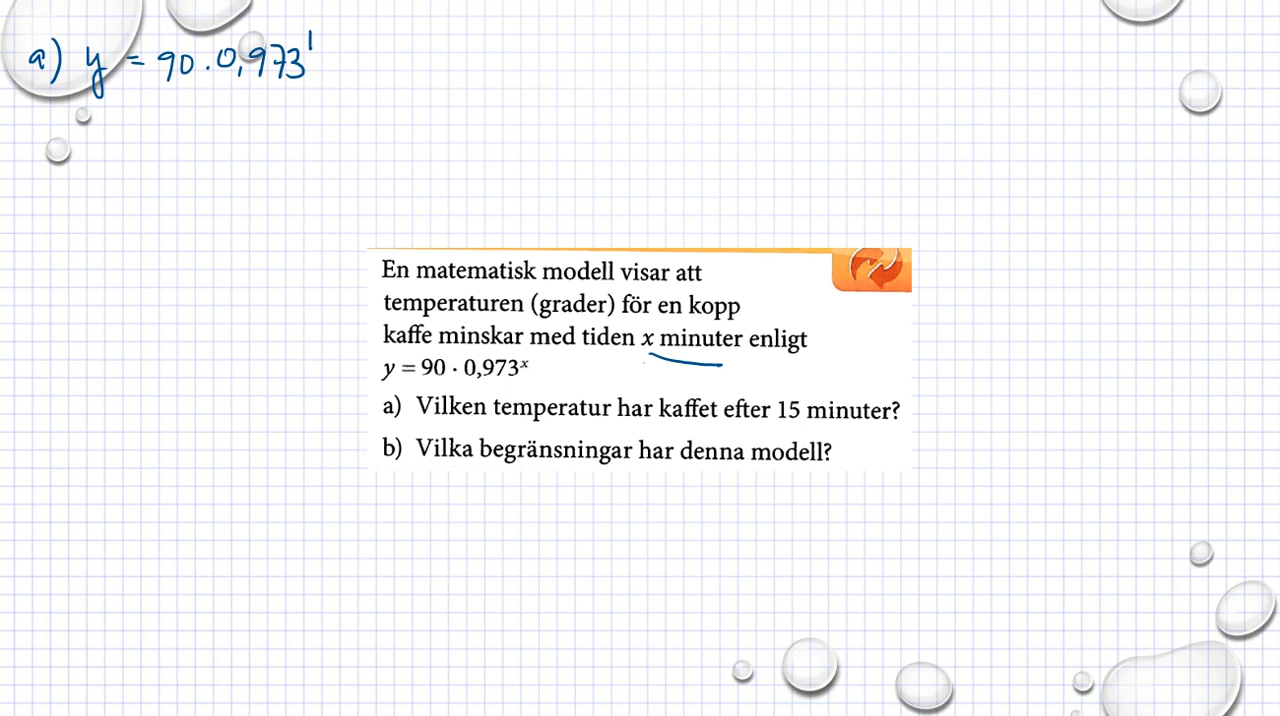 a) y = 90 · 0,973¹
En matematisk modell visar att
temperaturen (grader) för en kopp
kaffe minskar med tiden x minuter enligt
y = 90 · 0,973ˣ
a) Vilken temperatur har kaffet efter 15 minuter?
b) Vilka begränsningar har denna modell?